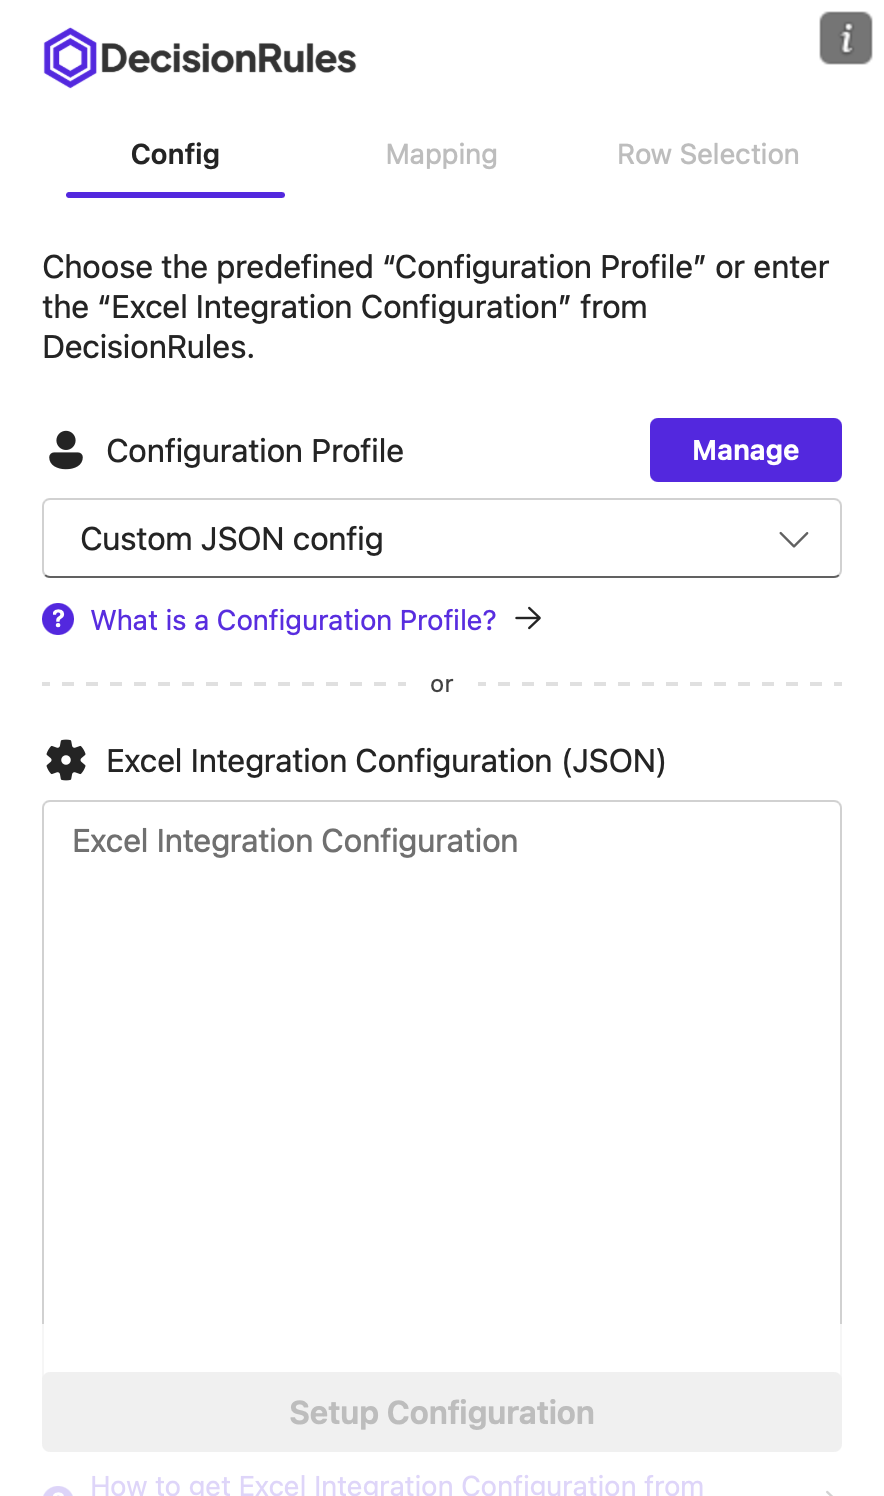 DecisionRules
i
Config
Mapping
Row Selection
Choose the predefined “Configuration Profile” or enter
the “Excel Integration Configuration” from
DecisionRules.
Configuration Profile
Manage
Custom JSON config
? What is a Configuration Profile? →
or
Excel Integration Configuration (JSON)
Excel Integration Configuration
Setup Configuration
How to get Excel Integration Configuration from